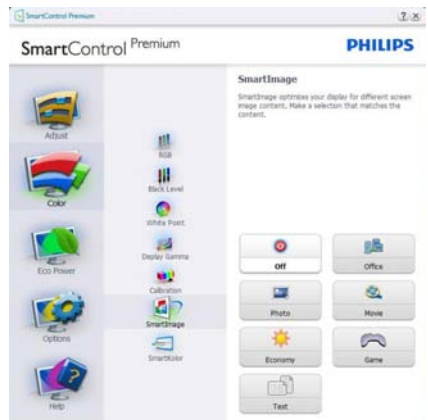 SmartControl Premium
SmartControl Premium
PHILIPS
Adjust
Color
Eco Power
Options
Help
RGB
Black Level
White Point
Display Gamma
Calibration
SmartImage
SmartKolor
SmartImage
SmartImage optimizes your display for different screen
image content. Make a selection that matches the
content.
Off
Office
Photo
Movie
Economy
Game
Text